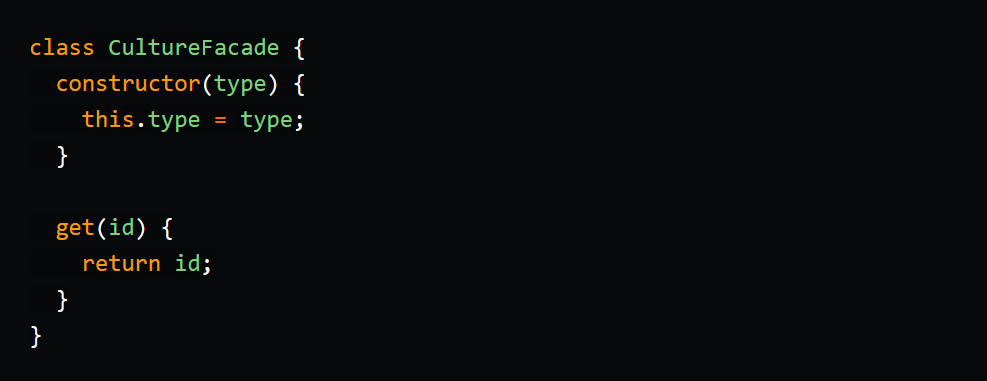 class CultureFacade {
  constructor(type) {
    this.type = type;
  }

  get(id) {
    return id;
  }
}